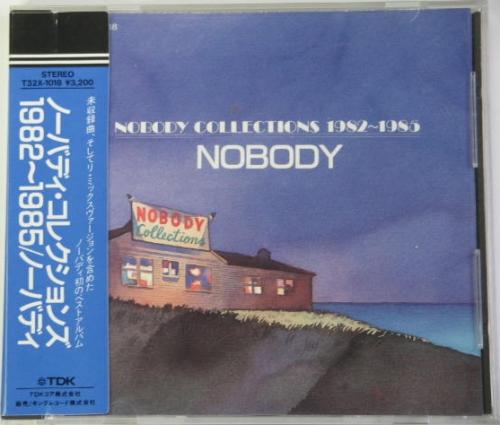 STEREO
T32X-1018 ¥3,200
ノーバディ・コレクションズ
1982〜1985/ノーバディ
未収録曲、そしてリ・ミックスヴァージョンを含めた
ノーバディ初のベストアルバム
TDK
TDKコア株式会社
販売/キングレコード株式会社
NOBODY COLLECTIONS 1982~1985
NOBODY
NOBODY
Collections